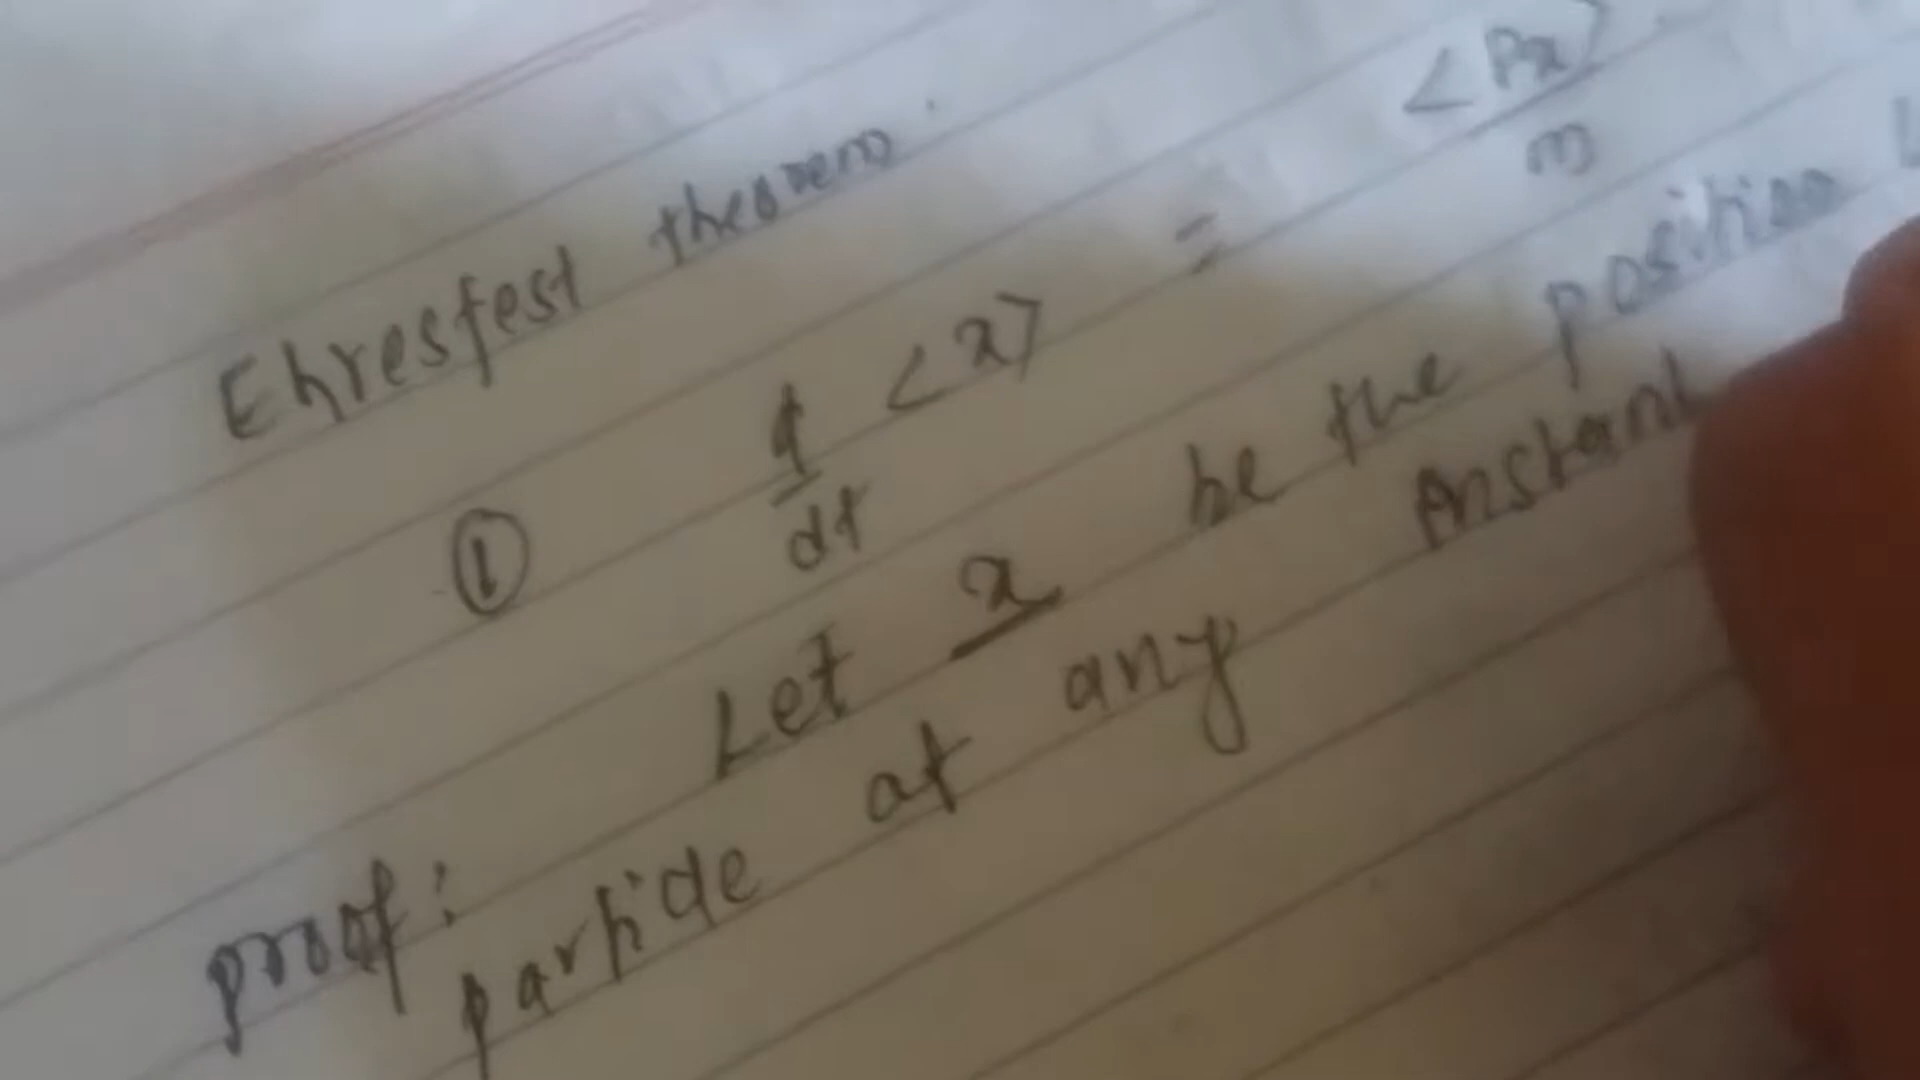 Ehresfest theorem.
① d/dt <x> = <Px>/m
proof: Let x be the position
particle at any instant